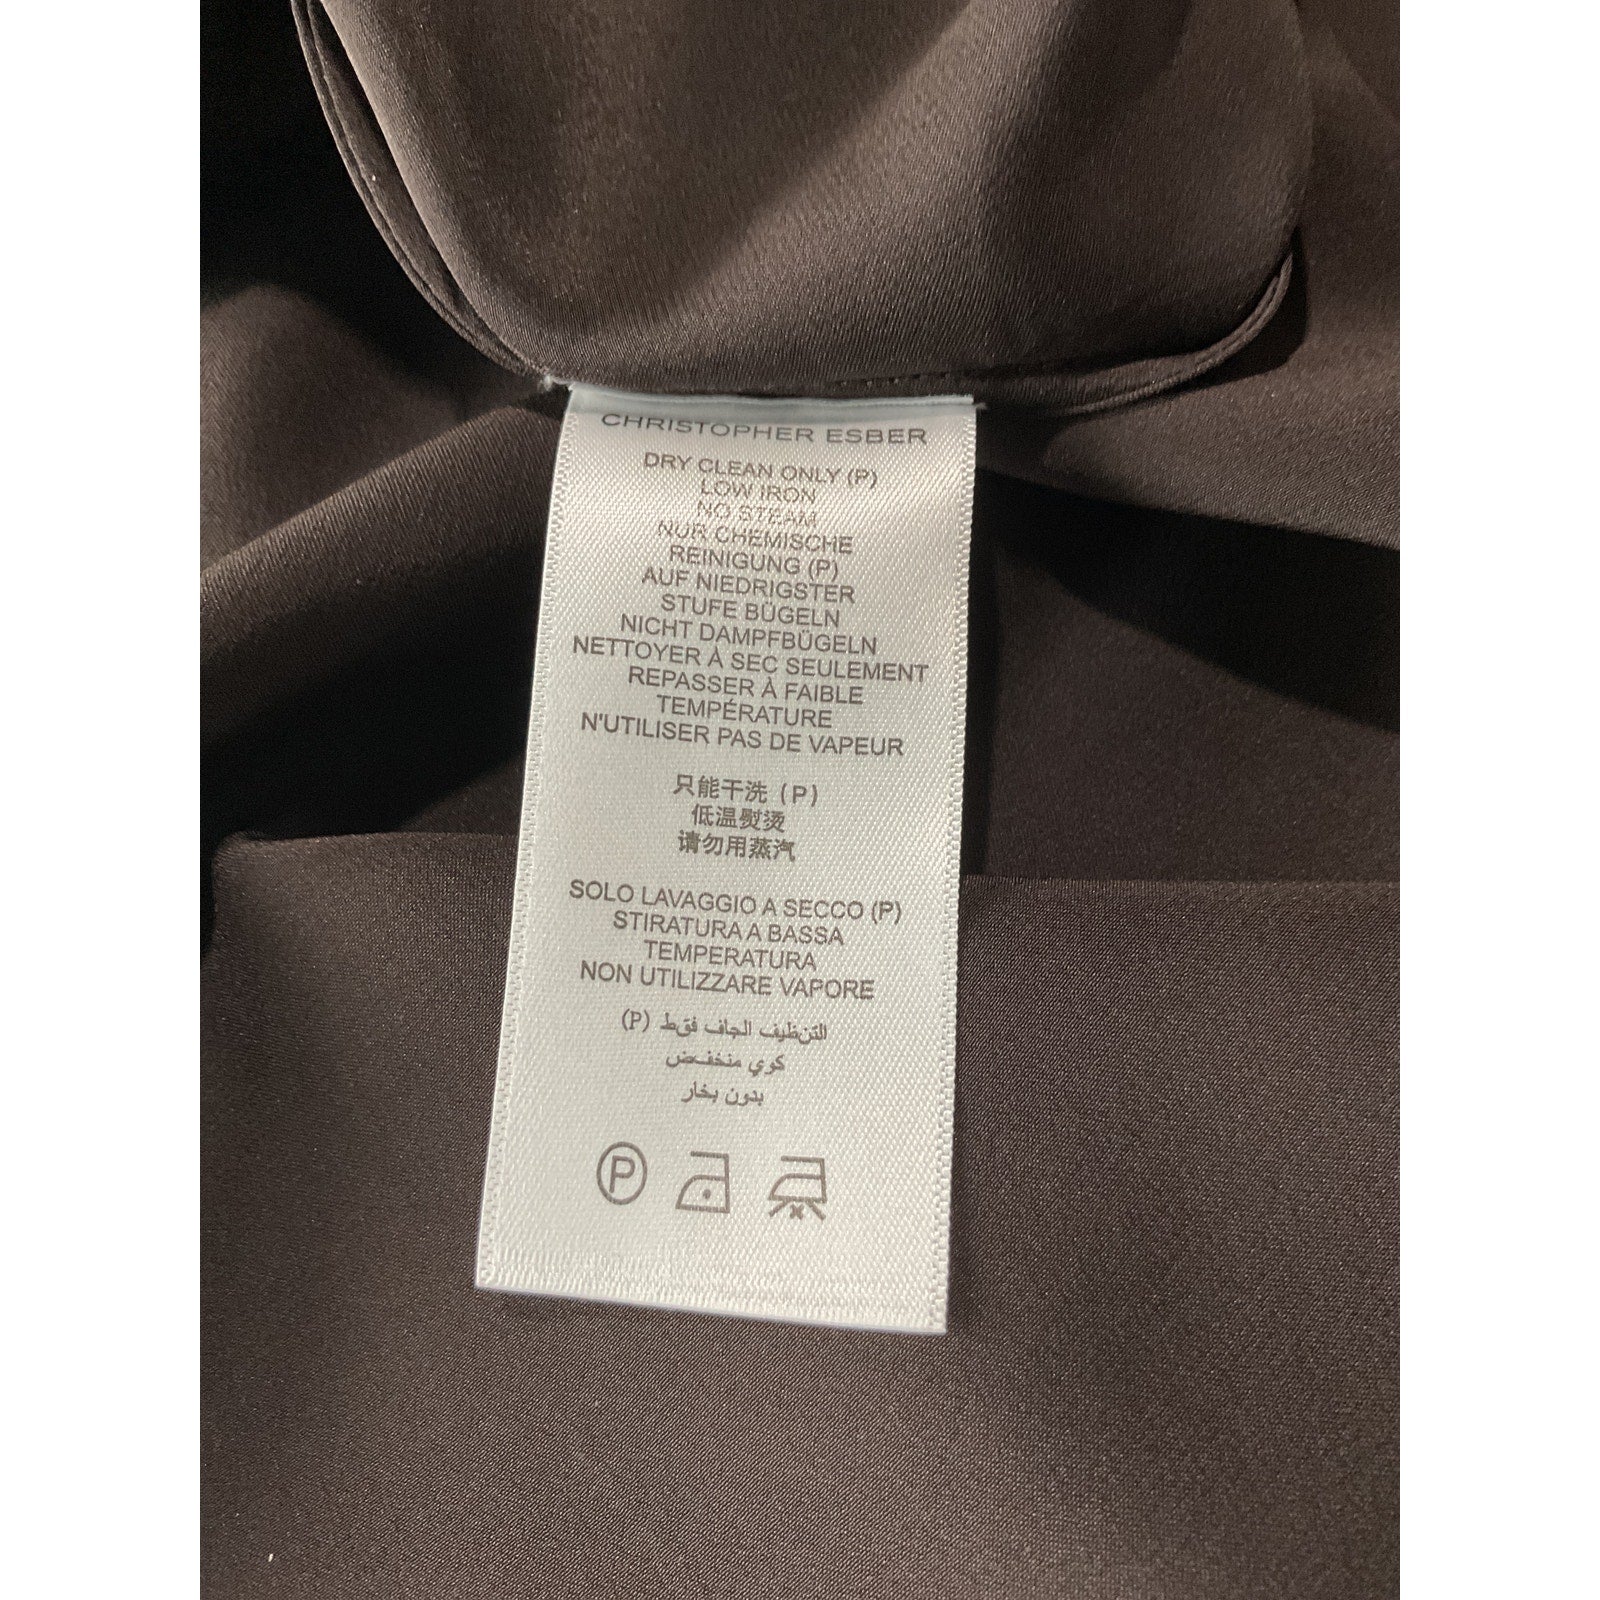 CHRISTOPHER ESBER
DRY CLEAN ONLY (P)
LOW IRON
NO STEAM
NUR CHEMISCHE
REINIGUNG (P)
AUF NIEDRIGSTER
STUFE BÜGELN
NICHT DAMPFBÜGELN
NETTOYER À SEC SEULEMENT
REPASSER À FAIBLE
TEMPÉRATURE
N'UTILISER PAS DE VAPEUR
只能干洗 (P)
低温熨烫
请勿用蒸汽
SOLO LAVAGGIO A SECCO (P)
STIRATURA A BASSA
TEMPERATURA
NON UTILIZZARE VAPORE
التنظيف الجاف فقط (P)
كوي منخفض
بدون بخار
P